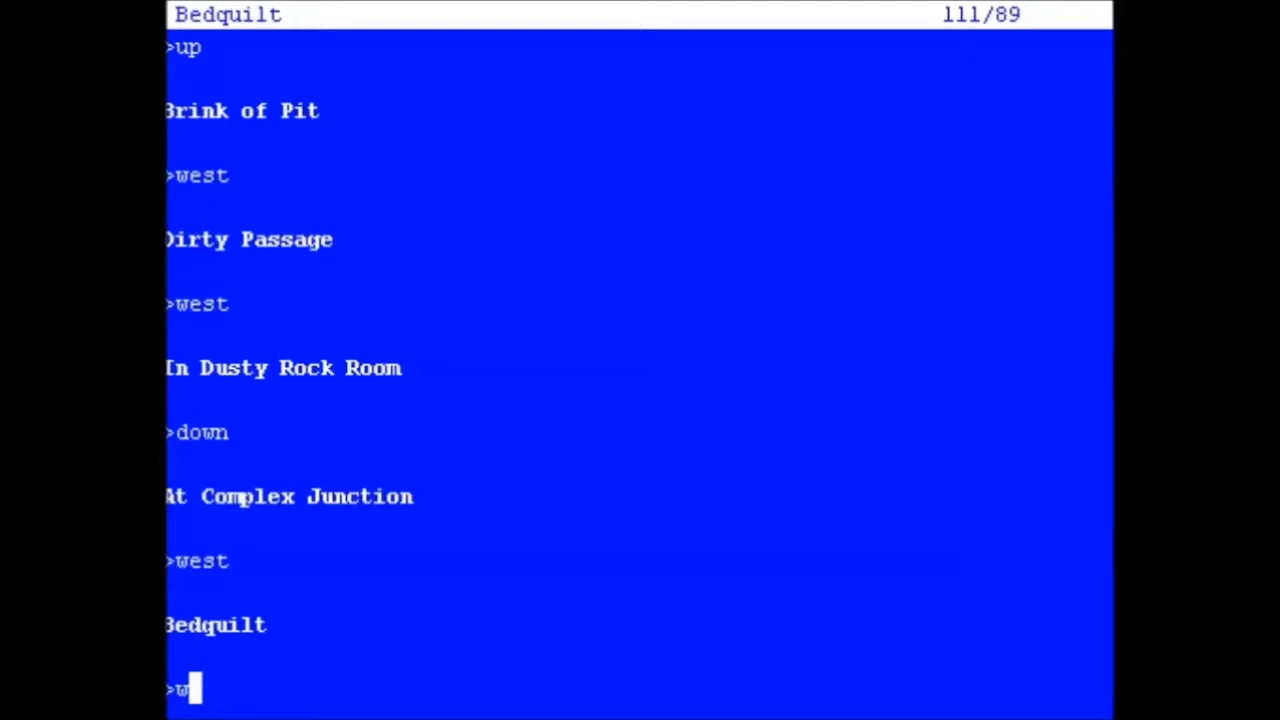 Bedquilt 111/89
>up
Brink of Pit
>west
Dirty Passage
>west
In Dusty Rock Room
>down
At Complex Junction
>west
Bedquilt
>w